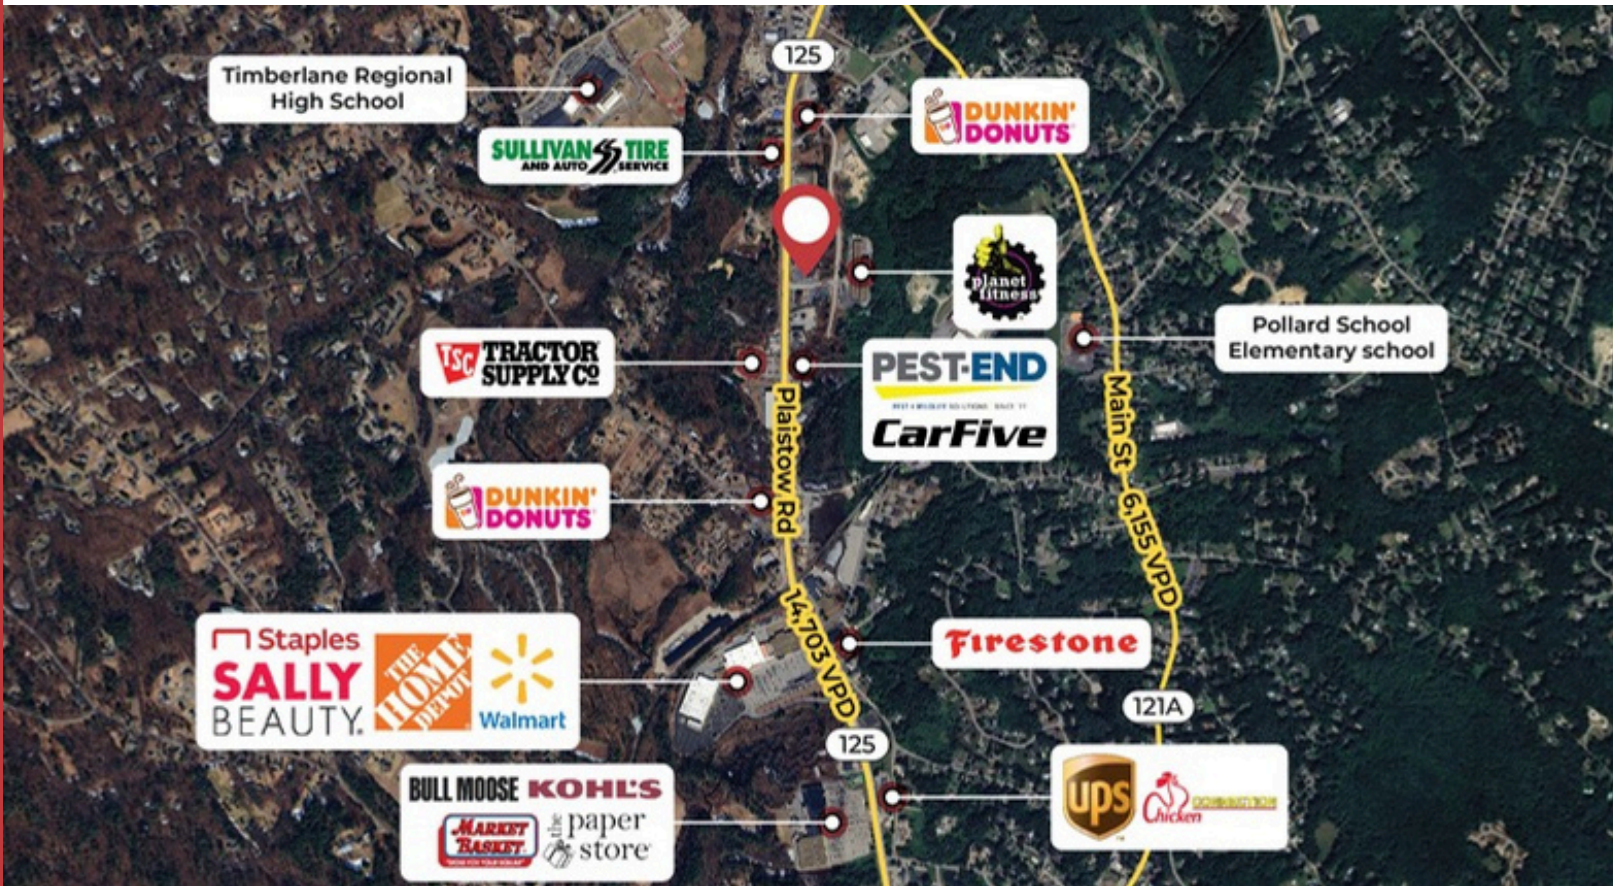 125
Timberlane Regional
High School
DUNKIN'
DONUTS
SULLIVAN TIRE
AND AUTO SERVICE
planet
fitness
Pollard School
Elementary school
TSC TRACTOR
SUPPLY CO
PEST-END
CarFive
Plaistow Rd
14,703 VPD
Main St
6,155 VPD
DUNKIN'
DONUTS
Staples
SALLY
BEAUTY
THE
HOME
DEPOT
Walmart
Firestone
121A
125
BULL MOOSE
KOHL'S
MARKET
BASKET
the
paper
store
ups
Chicken
CONNECTION